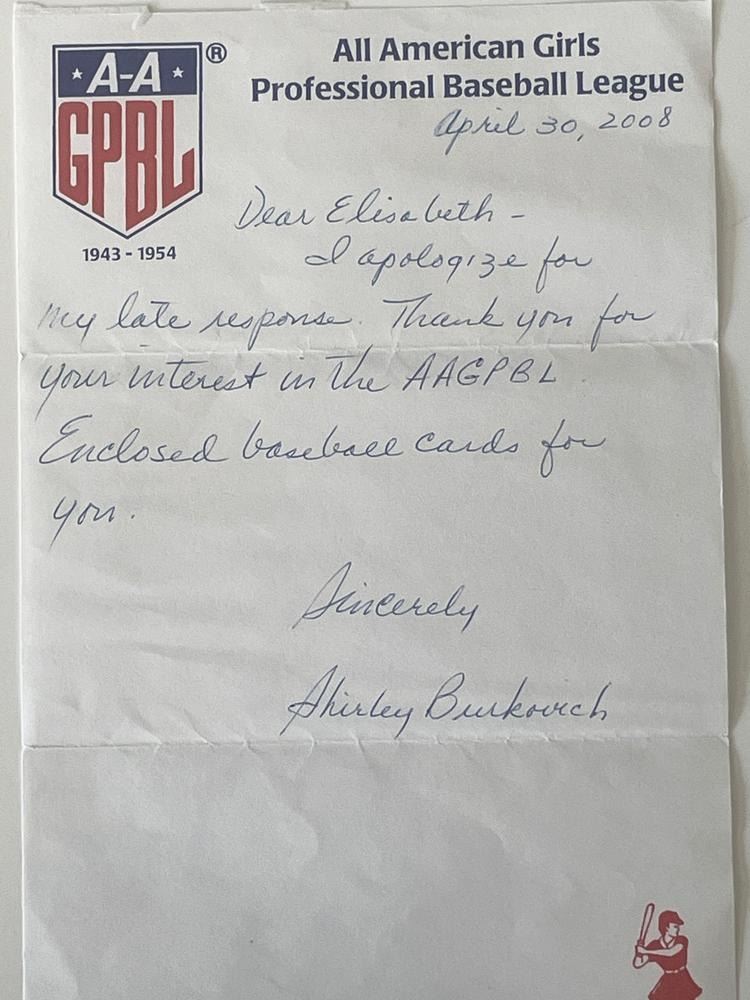 A-A
GPBL
®
1943 - 1954
All American Girls
Professional Baseball League
April 30, 2008
Dear Elisabeth -
I apologize for
my late response. Thank you for
your interest in the AAGPBL.
Enclosed baseball cards for
you.
Sincerely
Shirley Burkovich